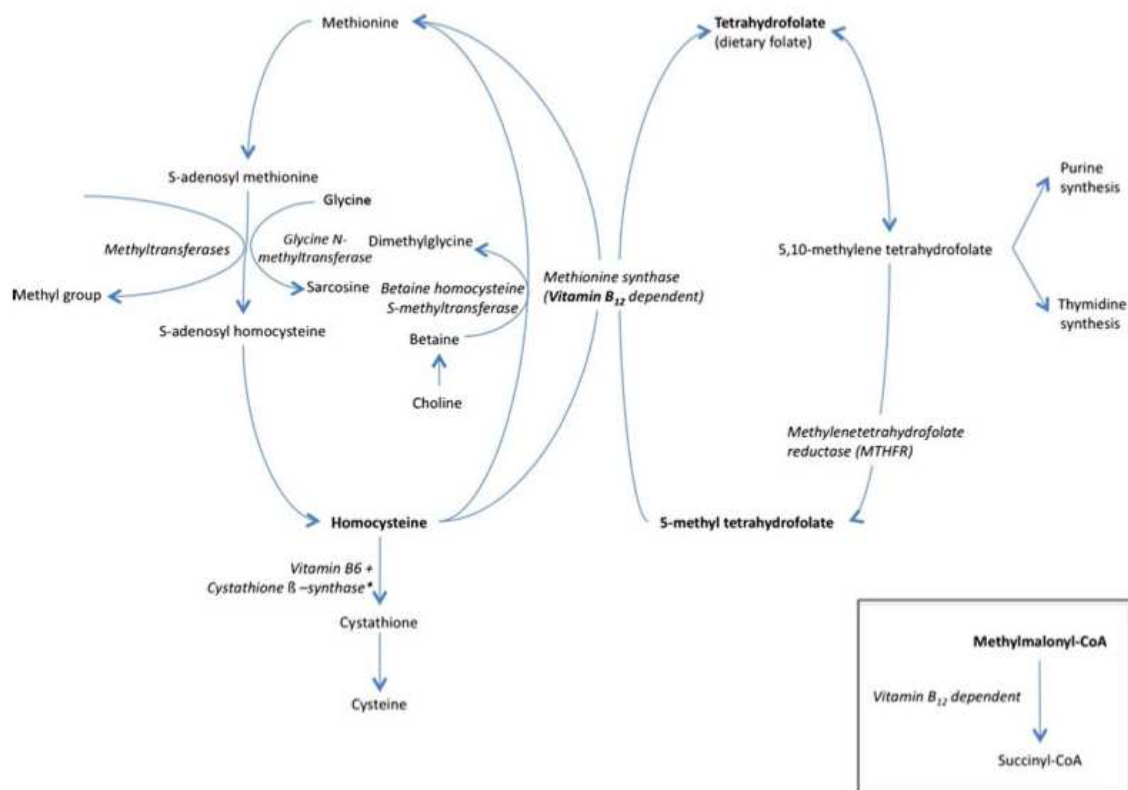 Methionine
Tetrahydrofolate
(dietary folate)
S-adenosyl methionine
Glycine
Purine
synthesis
Methyltransferases
Glycine N-
methyltransferase
Dimethylglycine
5,10-methylene tetrahydrofolate
Methyl group
Sarcosine
Betaine homocysteine
S-methyltransferase
Methionine synthase
(Vitamin B12 dependent)
Thymidine
synthesis
S-adenosyl homocysteine
Betaine
Choline
Methylenetetrahydrofolate
reductase (MTHFR)
Homocysteine
5-methyl tetrahydrofolate
Vitamin B6 +
Cystathione ß –synthase*
Cystathione
Cysteine
Methylmalonyl-CoA
Vitamin B12 dependent
Succinyl-CoA